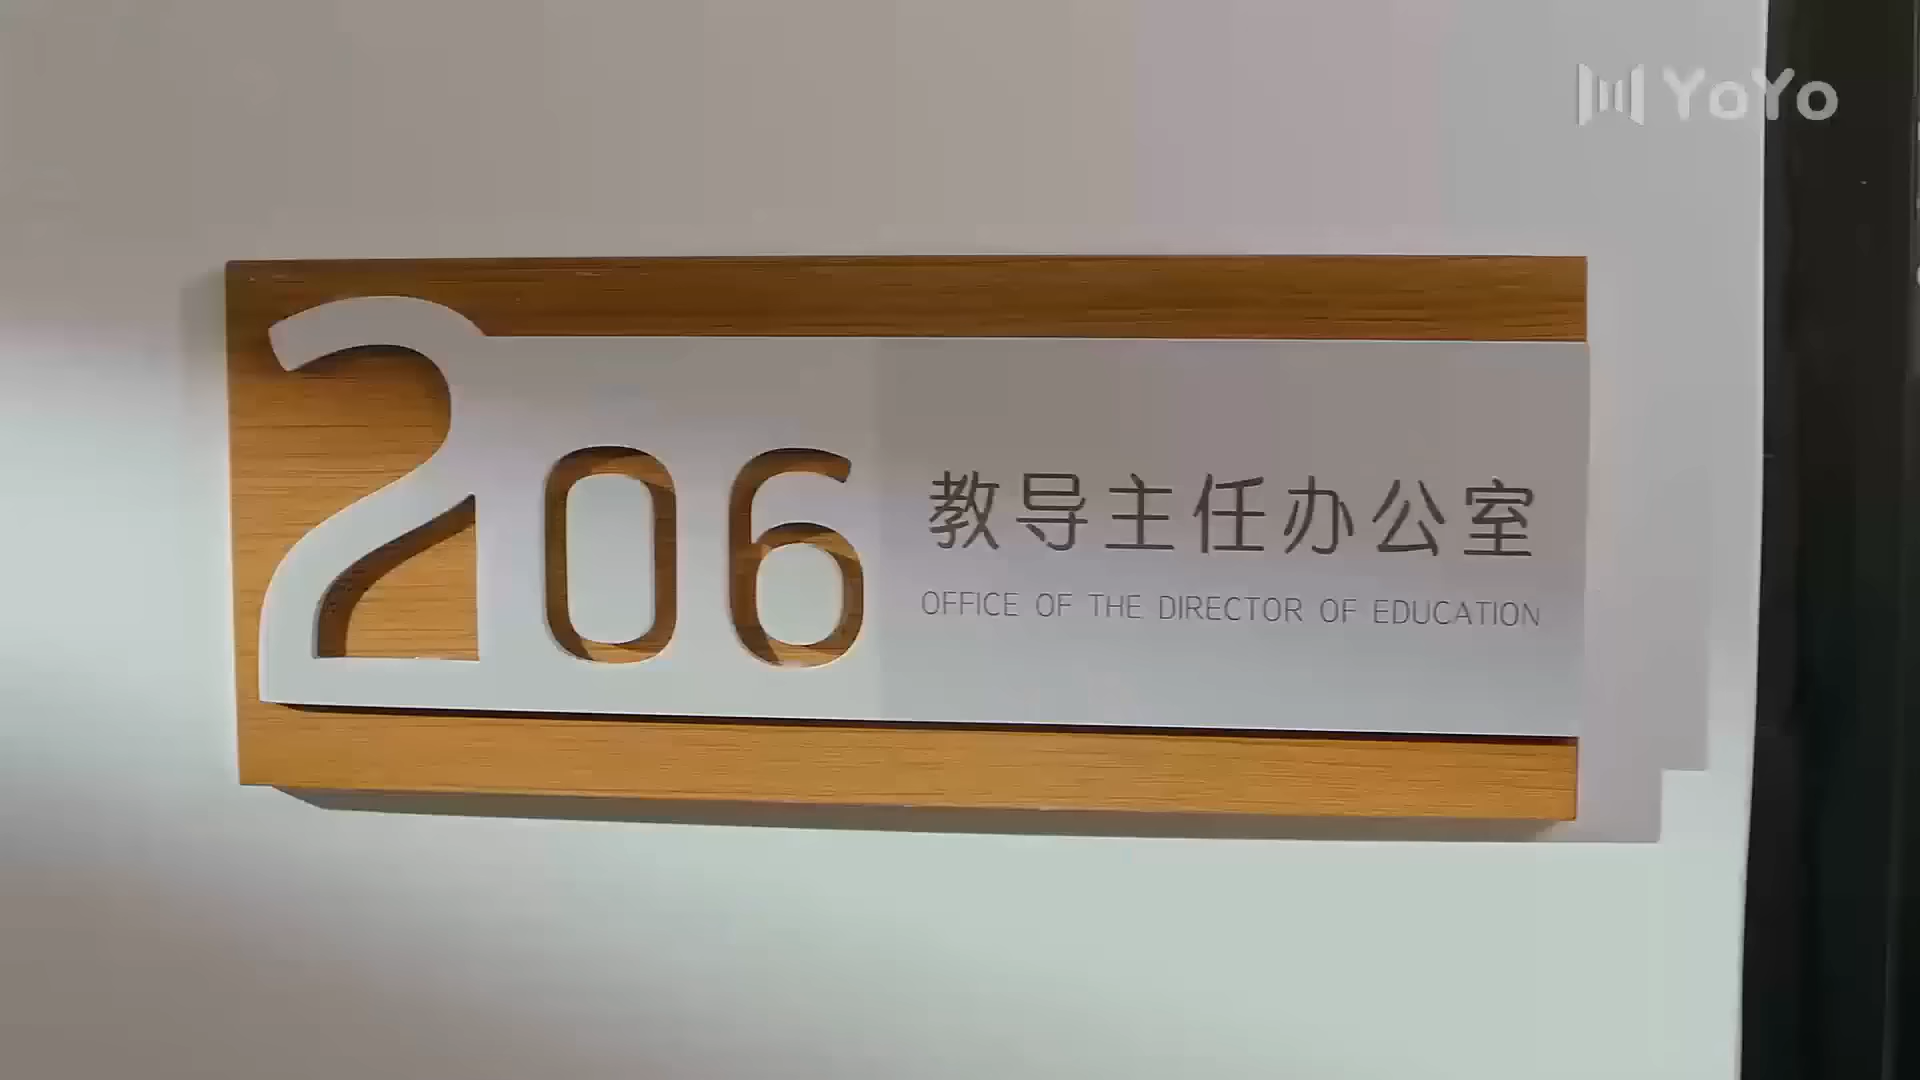 YoYo
206
教导主任办公室
OFFICE OF THE DIRECTOR OF EDUCATION